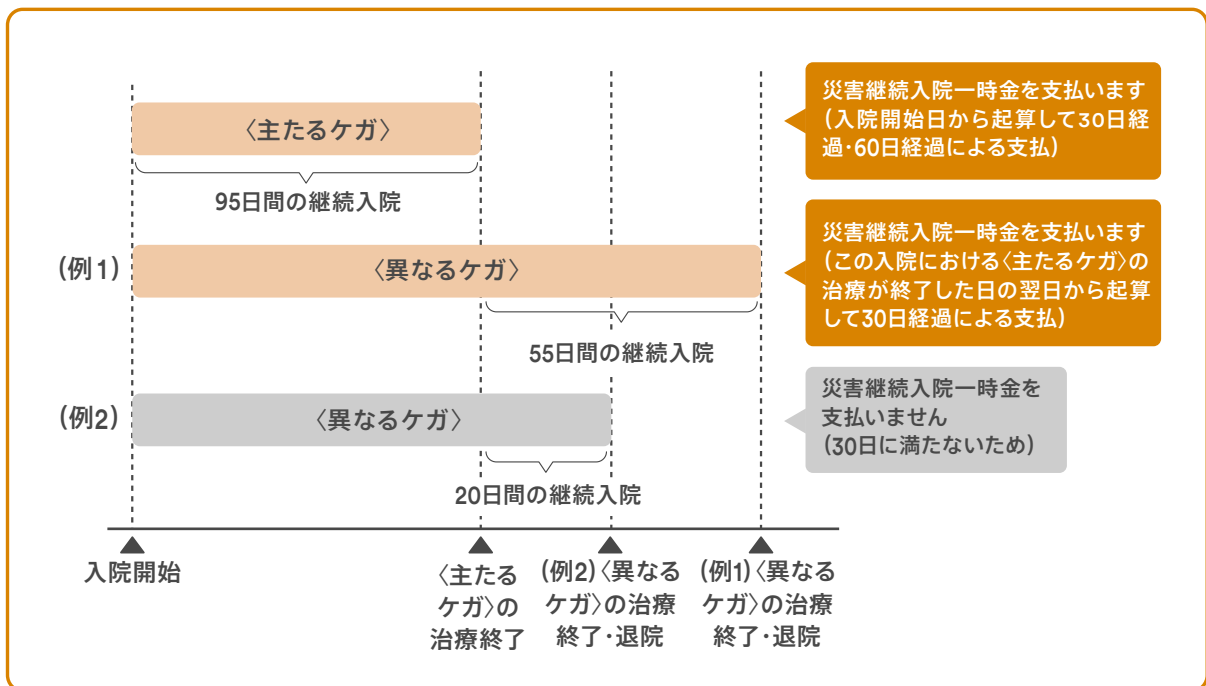 〈主たるケガ〉
95日間の継続入院
災害継続入院一時金を支払います
(入院開始日から起算して30日経
過・60日経過による支払)
(例1)
〈異なるケガ〉
55日間の継続入院
災害継続入院一時金を支払います
(この入院における〈主たるケガ〉の
治療が終了した日の翌日から起算
して30日経過による支払)
(例2)
〈異なるケガ〉
20日間の継続入院
災害継続入院一時金を
支払いません
(30日に満たないため)
入院開始
〈主たる
ケガ〉の
治療終了
(例2)〈異なる
ケガ〉の治療
終了・退院
(例1)〈異なる
ケガ〉の治療
終了・退院